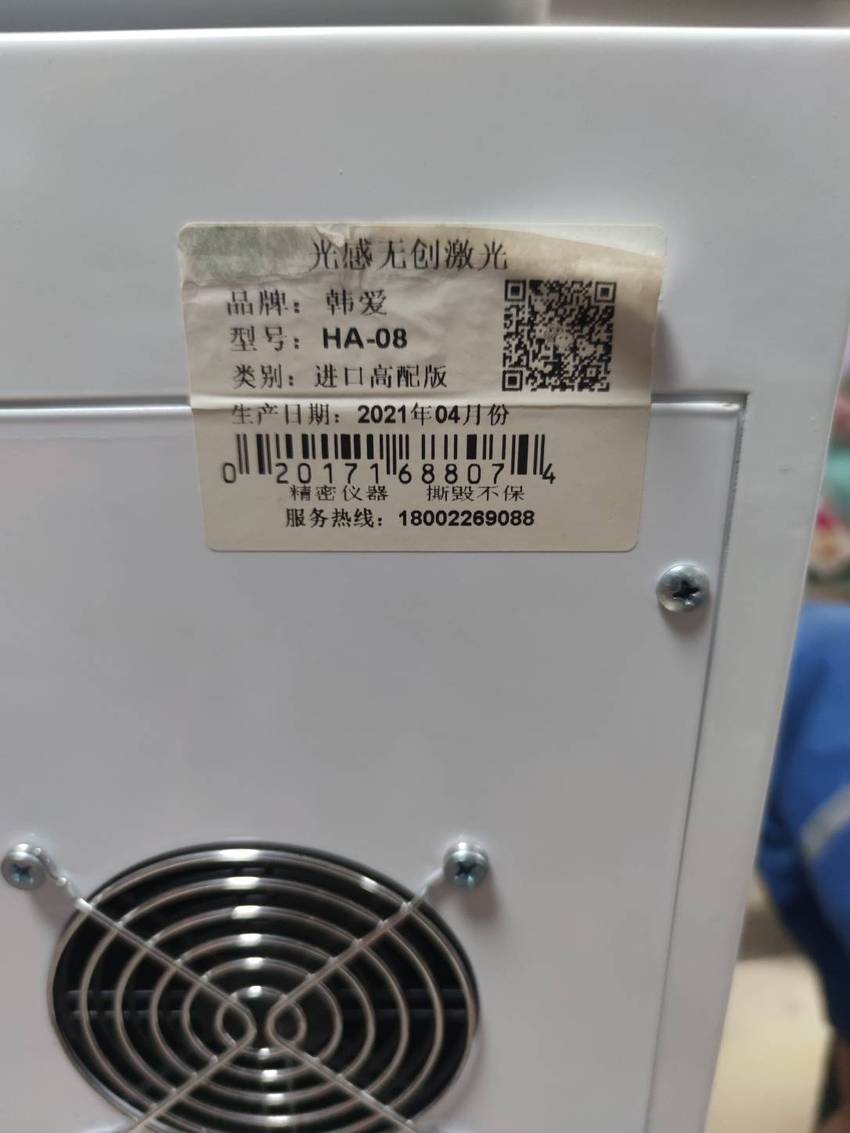 光感无创激光
品牌：韩爱
型号：HA-08
类别：进口高配版
生产日期：2021年04月份
0 20171 68807 4
精密仪器 撕毁不保
服务热线：18002269088